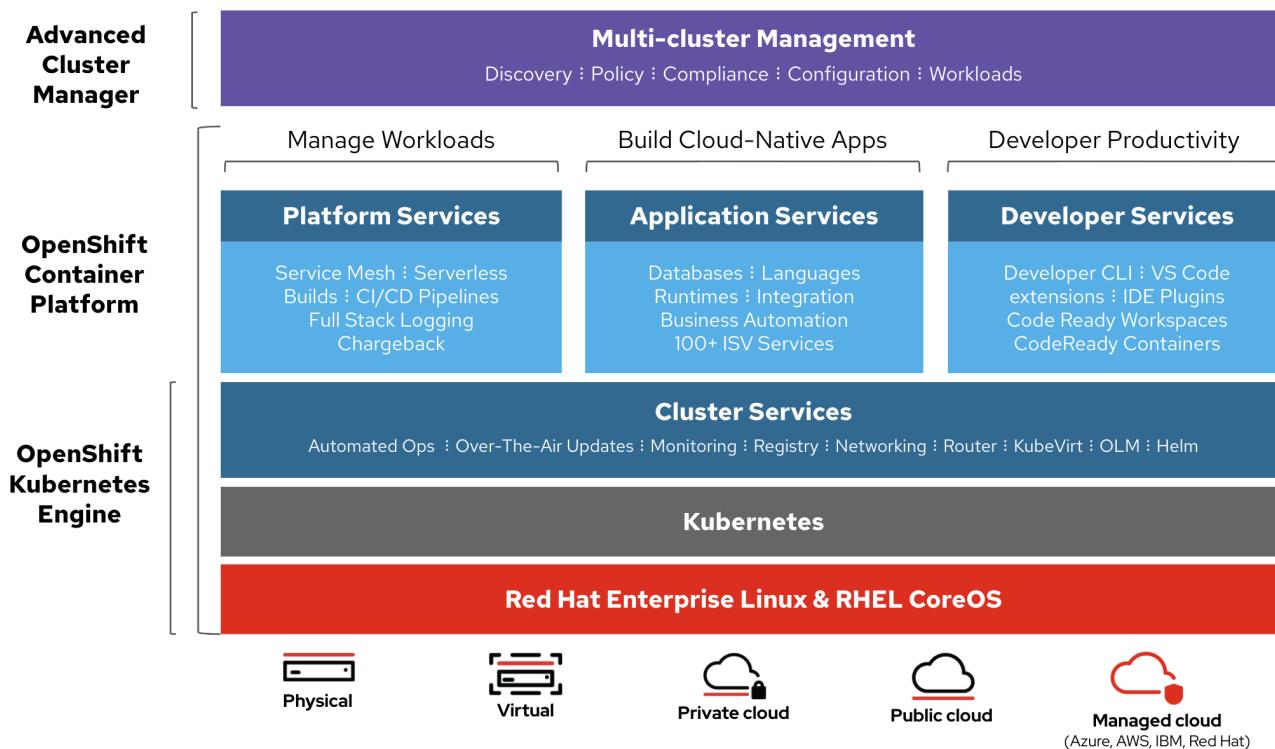 Advanced
Cluster
Manager
Multi-cluster Management
Discovery ⋮ Policy ⋮ Compliance ⋮ Configuration ⋮ Workloads
OpenShift
Container
Platform
Manage Workloads
Build Cloud-Native Apps
Developer Productivity
Platform Services
Service Mesh ⋮ Serverless
Builds ⋮ CI/CD Pipelines
Full Stack Logging
Chargeback
Application Services
Databases ⋮ Languages
Runtimes ⋮ Integration
Business Automation
100+ ISV Services
Developer Services
Developer CLI ⋮ VS Code
extensions ⋮ IDE Plugins
Code Ready Workspaces
CodeReady Containers
OpenShift
Kubernetes
Engine
Cluster Services
Automated Ops ⋮ Over-The-Air Updates ⋮ Monitoring ⋮ Registry ⋮ Networking ⋮ Router ⋮ KubeVirt ⋮ OLM ⋮ Helm
Kubernetes
Red Hat Enterprise Linux & RHEL CoreOS
Physical
Virtual
Private cloud
Public cloud
Managed cloud
(Azure, AWS, IBM, Red Hat)